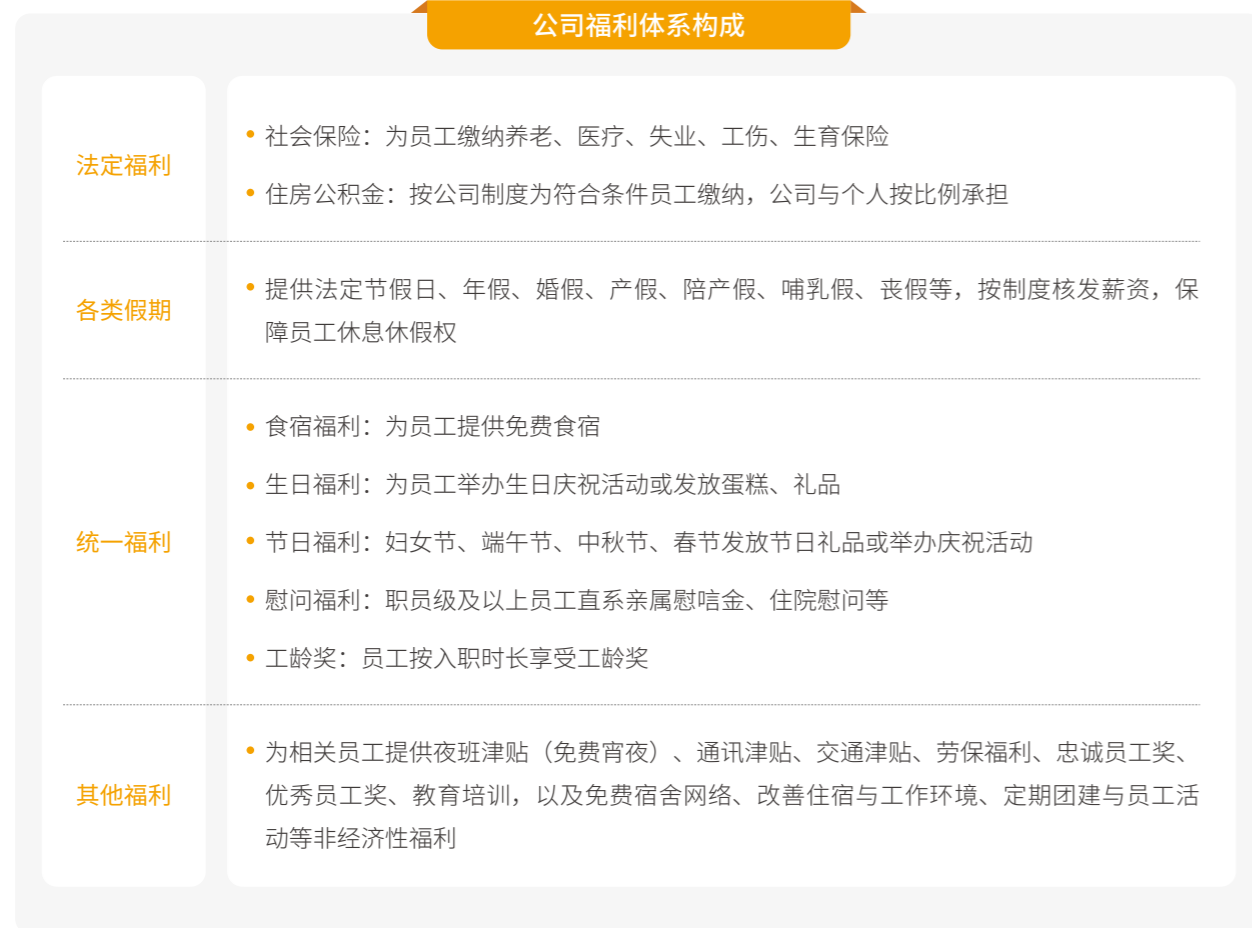 公司福利体系构成
法定福利
社会保险：为员工缴纳养老、医疗、失业、工伤、生育保险
住房公积金：按公司制度为符合条件员工缴纳，公司与个人按比例承担
各类假期
提供法定节假日、年假、婚假、产假、陪产假、哺乳假、丧假等，按制度核发薪资，保
障员工休息休假权
统一福利
食宿福利：为员工提供免费食宿
生日福利：为员工举办生日庆祝活动或发放蛋糕、礼品
节日福利：妇女节、端午节、中秋节、春节发放节日礼品或举办庆祝活动
慰问福利：职员级及以上员工直系亲属慰唁金、住院慰问等
工龄奖：员工按入职时长享受工龄奖
其他福利
为相关员工提供夜班津贴（免费宵夜）、通讯津贴、交通津贴、劳保福利、忠诚员工奖、
优秀员工奖、教育培训，以及免费宿舍网络、改善住宿与工作环境、定期团建与员工活
动等非经济性福利